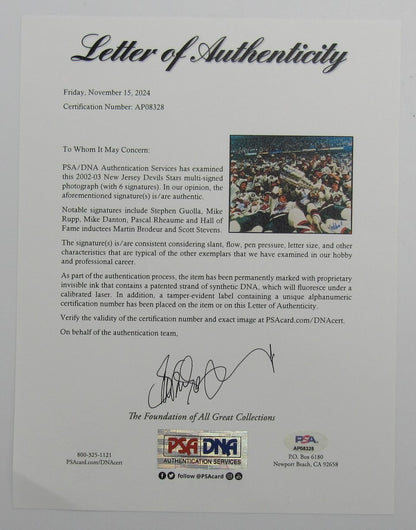 Letter of Authenticity
Friday, November 15, 2024
Certification Number: AP08328
To Whom It May Concern:
PSA/DNA Authentication Services has examined
this 2002-03 New Jersey Devils Stars multi-signed
photograph (with 6 signatures). In our opinion, the
aforementioned signature(s) is/are authentic.
Notable signatures include Stephen Guolla, Mike
Rupp, Mike Danton, Pascal Rheaume and Hall of
Fame inductees Martin Brodeur and Scott Stevens.
The signature(s) is/are consistent considering slant, flow, pen pressure, letter size, and other
characteristics that are typical of the other exemplars that we have examined in our hobby
and professional career.
As part of the authentication process, the item has been permanently marked with proprietary
invisible ink that contains a patented strand of synthetic DNA, which will fluoresce under a
calibrated laser. In addition, a tamper-evident label containing a unique alphanumeric
certification number has been placed on the item or on this Letter of Authenticity.
Verify the validity of the certification number and exact image at PSAcard.com/DNAcert.
On behalf of the authentication team,
The Foundation of All Great Collections
800-325-1121
PSAcard.com/DNAcert
PSA DNA
AUTHENTICATION SERVICES
follow @PSAcard
PSA
AP08328
P.O. Box 6180
Newport Beach, CA 92658